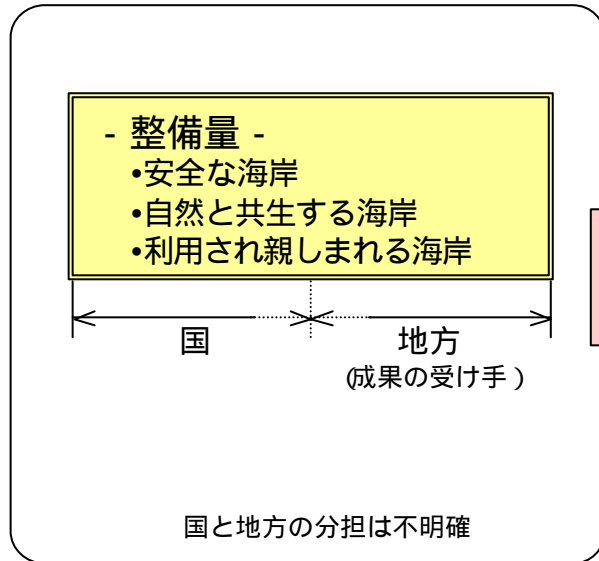 - 整備量 -
•安全な海岸
•自然と共生する海岸
•利用され親しまれる海岸
国
地方
(成果の受け手)
国と地方の分担は不明確